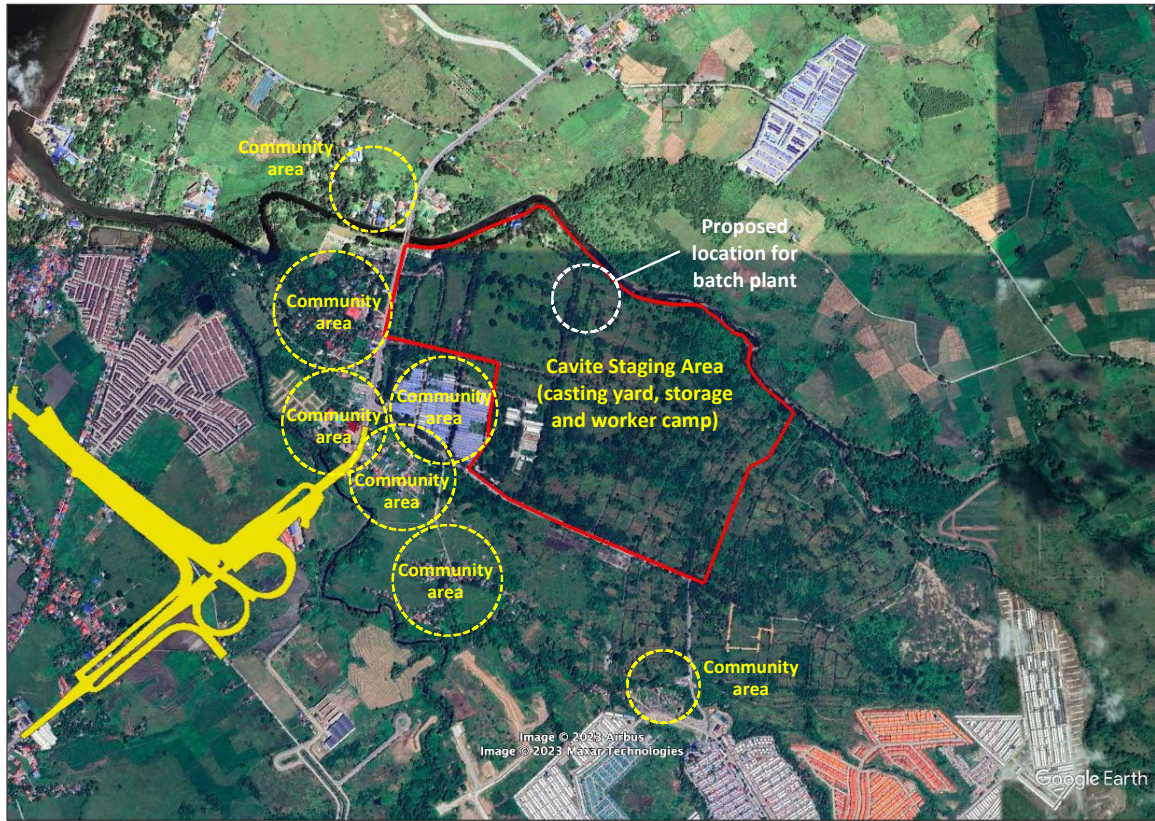 Community
area
Proposed
location for
batch plant
Community
area
Cavite Staging Area
(casting yard, storage
and worker camp)
Community
area
Community
area
Community
area
Community
area
Community
area
Image © 2023 Airbus
Image © 2023 Maxar Technologies
Google Earth